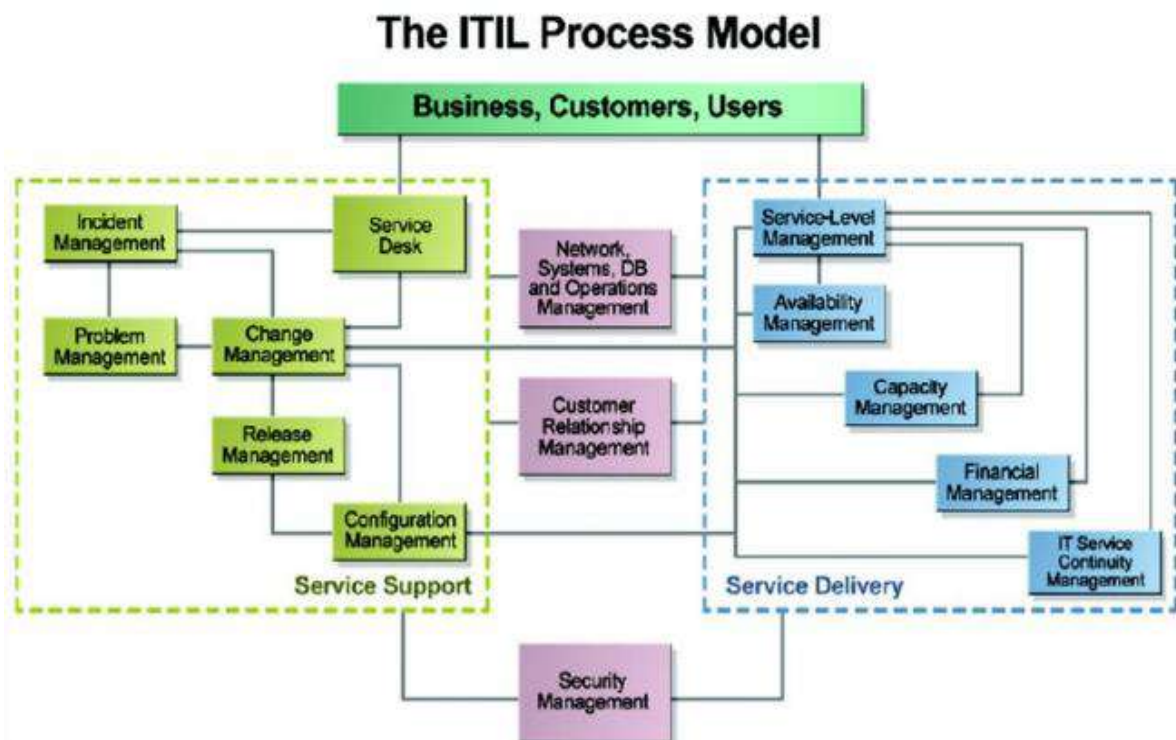 The ITIL Process Model
Business, Customers, Users
Incident
Management
Service
Desk
Problem
Management
Change
Management
Release
Management
Configuration
Management
Service Support
Network,
Systems, DB
and Operations
Management
Customer
Relationship
Management
Service-Level
Management
Availability
Management
Capacity
Management
Financial
Management
IT Service
Continuity
Management
Service Delivery
Security
Management